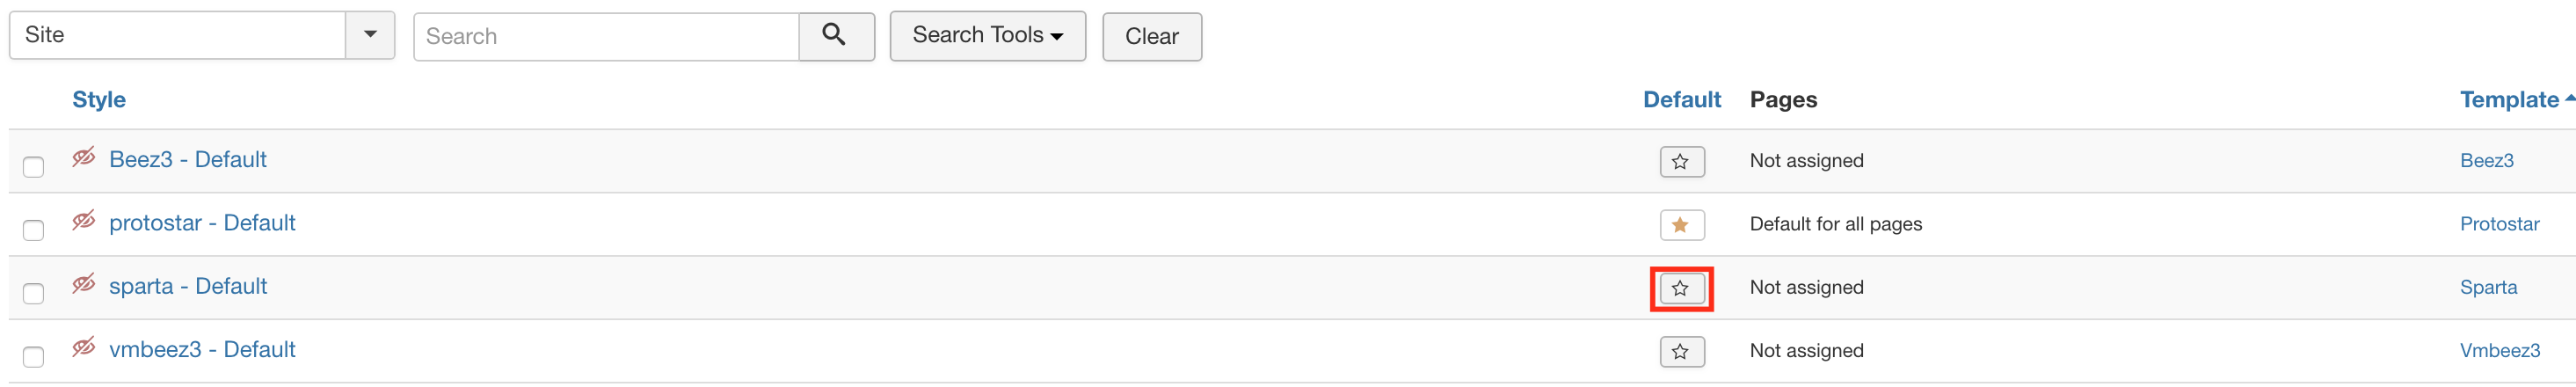 Site Search Search Tools Clear
Style Default Pages Template
Beez3 - Default Not assigned Beez3
protostar - Default Default for all pages Protostar
sparta - Default Not assigned Sparta
vmbeez3 - Default Not assigned Vmbeez3